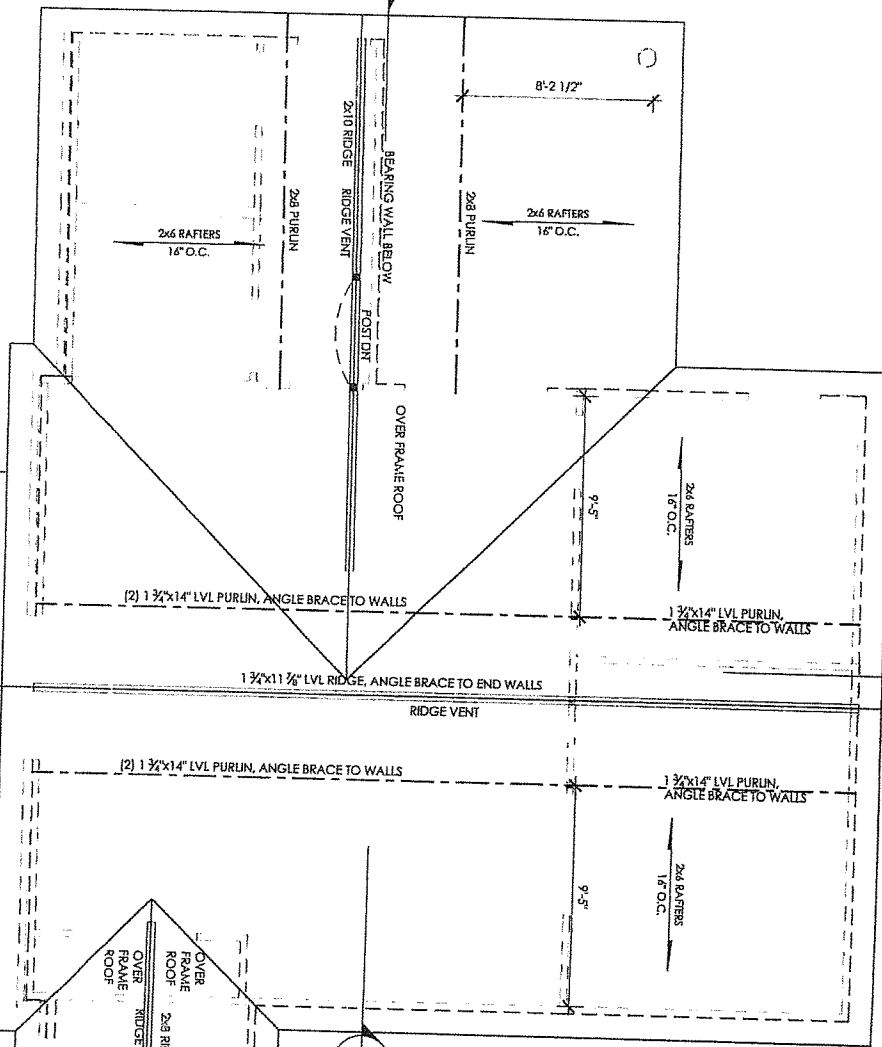 8'-2 1/2"
2x10 RIDGE
RIDGE VENT
BEARING WALL BELOW
2x8 PURLIN
2x8 PURLIN
2x6 RAFTERS
16" O.C.
2x6 RAFTERS
16" O.C.
POST DN
OVER FRAME ROOF
9'-5"
2x6 RAFTERS
16" O.C.
(2) 1 ¾"x14" LVL PURLIN, ANGLE BRACE TO WALLS
1 ¾"x14" LVL PURLIN,
ANGLE BRACE TO WALLS
1 ¾"x11 ⅞" LVL RIDGE, ANGLE BRACE TO END WALLS
RIDGE VENT
(2) 1 ¾"x14" LVL PURLIN, ANGLE BRACE TO WALLS
1 ¾"x14" LVL PURLIN,
ANGLE BRACE TO WALLS
9'-5"
2x6 RAFTERS
16" O.C.
OVER
FRAME
ROOF
OVER
FRAME
ROOF
RIDGE
2x8 RI